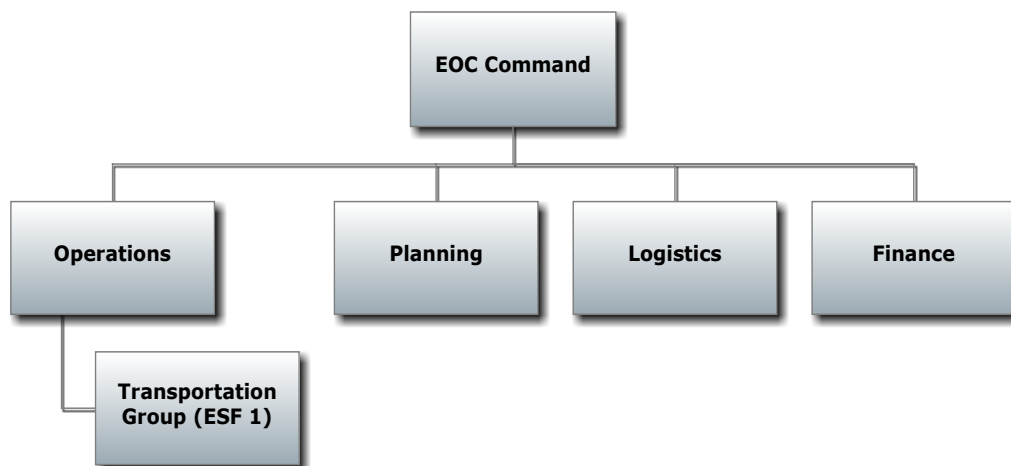 EOC Command
Operations
Planning
Logistics
Finance
Transportation
Group (ESF 1)